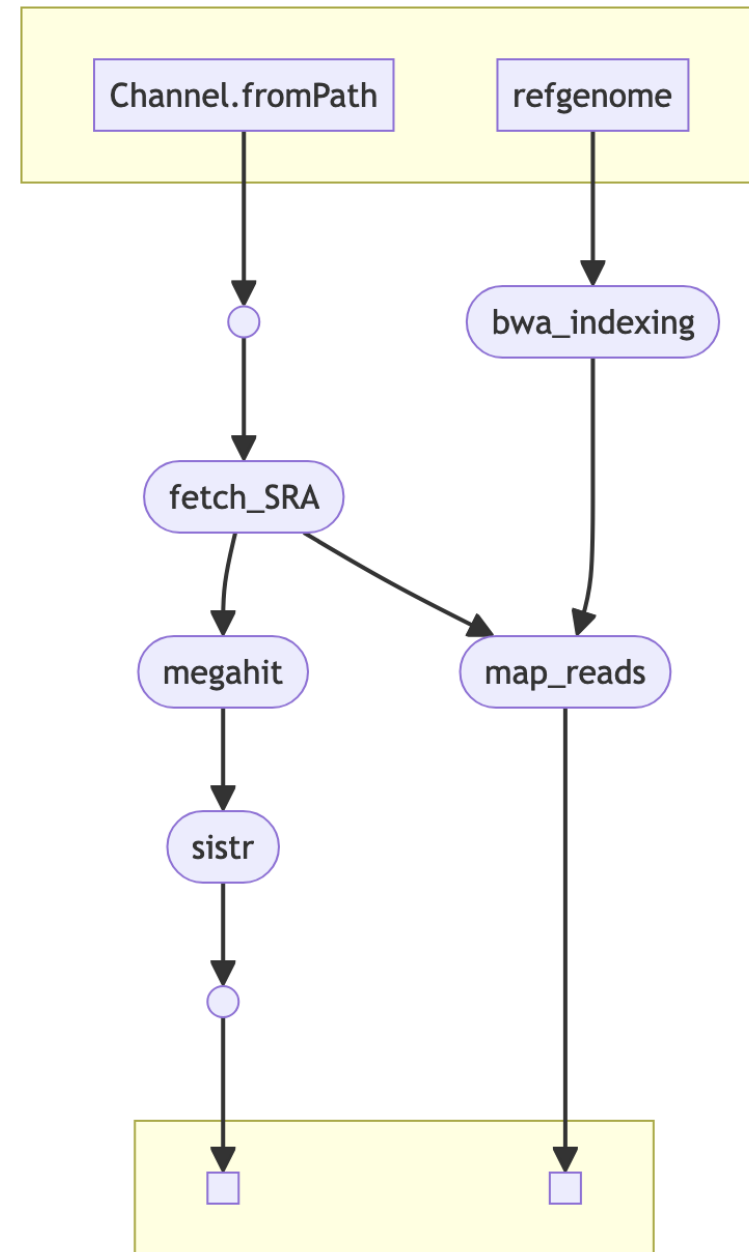 Channel.fromPath
refgenome
bwa_indexing
fetch_SRA
megahit
map_reads
sistr